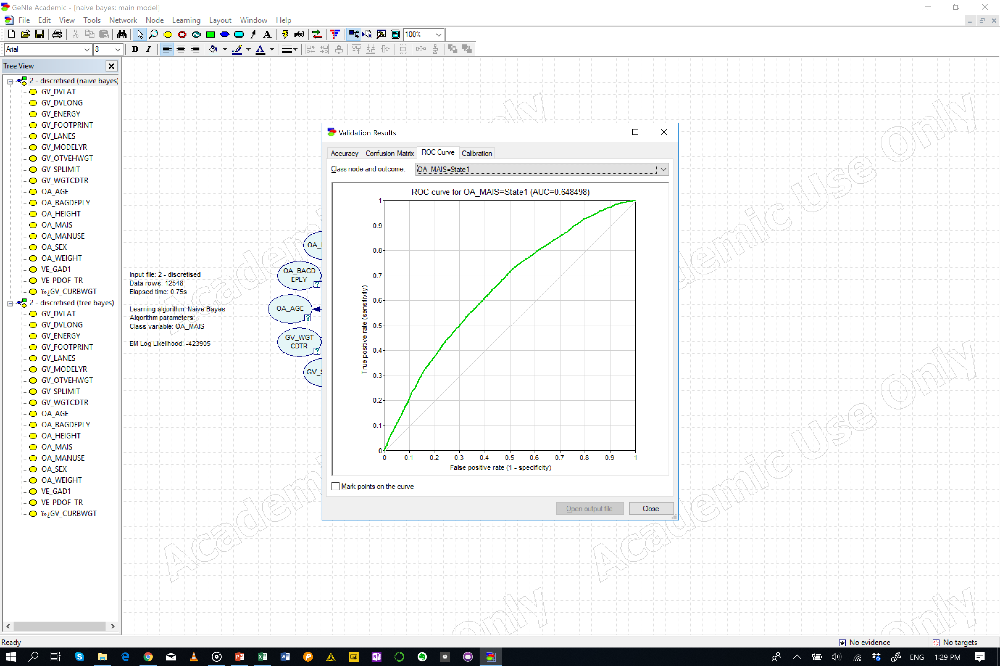 GeNIe Academic - [naive bayes: main model]
File Edit View Tools Network Node Learning Layout Window Help
p(e) 100%
Arial 8 B I A
Tree View
2 - discretised (naive bayes)
GV_DVLAT
GV_DVLONG
GV_ENERGY
GV_FOOTPRINT
GV_LANES
GV_MODELYR
GV_OTVEHWGT
GV_SPLIMIT
GV_WGTCDTR
OA_AGE
OA_BAGDEPLY
OA_HEIGHT
OA_MAIS
OA_MANUSE
OA_SEX
OA_WEIGHT
VE_GAD1
VE_PDOF_TR
ï»¿GV_CURBWGT
2 - discretised (tree bayes)
GV_DVLAT
GV_DVLONG
GV_ENERGY
GV_FOOTPRINT
GV_LANES
GV_MODELYR
GV_OTVEHWGT
GV_SPLIMIT
GV_WGTCDTR
OA_AGE
OA_BAGDEPLY
OA_HEIGHT
OA_MAIS
OA_MANUSE
OA_SEX
OA_WEIGHT
VE_GAD1
VE_PDOF_TR
ï»¿GV_CURBWGT
Input file: 2 - discretised
Data rows: 12548
Elapsed time: 0.75s
Learning algorithm: Naive Bayes
Algorithm parameters:
Class variable: OA_MAIS
EM Log Likelihood: -423905
OA_
OA_BAGD
EPLY
OA_AGE
GV_WGT
CDTR
GV_
Academic Use Only
Academic Use Only
Validation Results
Accuracy Confusion Matrix ROC Curve Calibration
Class node and outcome: OA_MAIS=State1
ROC curve for OA_MAIS=State1 (AUC=0.648498)
True positive rate (sensitivity)
1
0.9
0.8
0.7
0.6
0.5
0.4
0.3
0.2
0.1
0
0 0.1 0.2 0.3 0.4 0.5 0.6 0.7 0.8 0.9 1
False positive rate (1 - specificity)
Mark points on the curve
Open output file Close
Ready No evidence No targets
ENG 1:29 PM